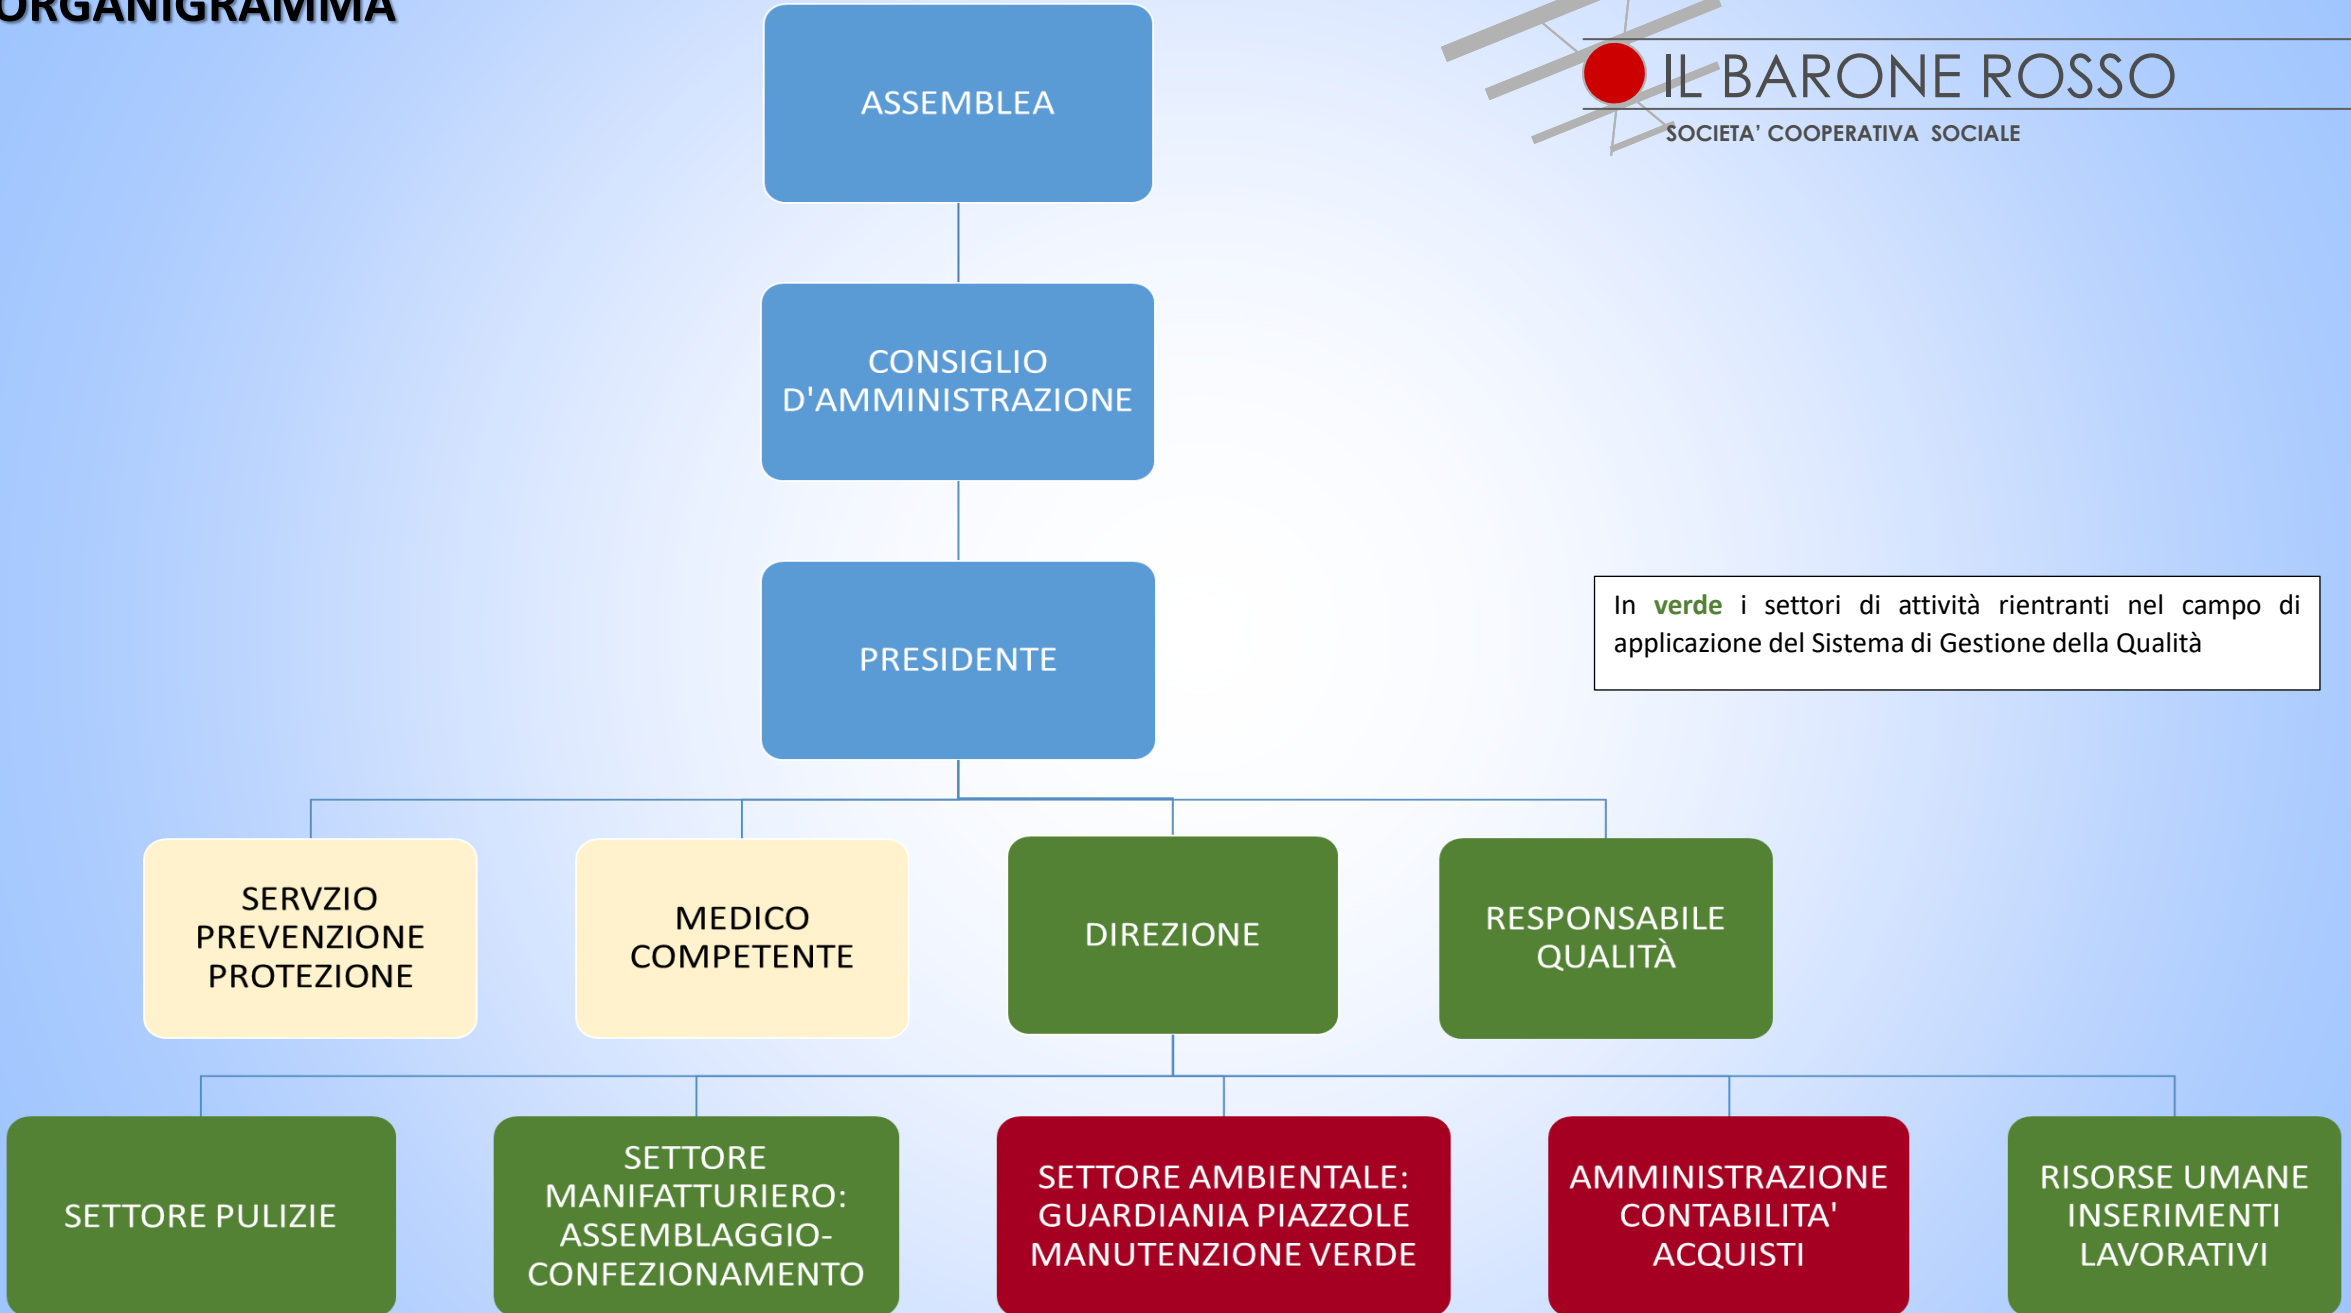 ORGANIGRAMMA
IL BARONE ROSSO
SOCIETA' COOPERATIVA SOCIALE
ASSEMBLEA
CONSIGLIO
D'AMMINISTRAZIONE
PRESIDENTE
In verde i settori di attività rientranti nel campo di
applicazione del Sistema di Gestione della Qualità
SERVZIO
PREVENZIONE
PROTEZIONE
MEDICO
COMPETENTE
DIREZIONE
RESPONSABILE
QUALITÀ
SETTORE PULIZIE
SETTORE
MANIFATTURIERO:
ASSEMBLAGGIO-
CONFEZIONAMENTO
SETTORE AMBIENTALE:
GUARDIANIA PIAZZOLE
MANUTENZIONE VERDE
AMMINISTRAZIONE
CONTABILITA'
ACQUISTI
RISORSE UMANE
INSERIMENTI
LAVORATIVI